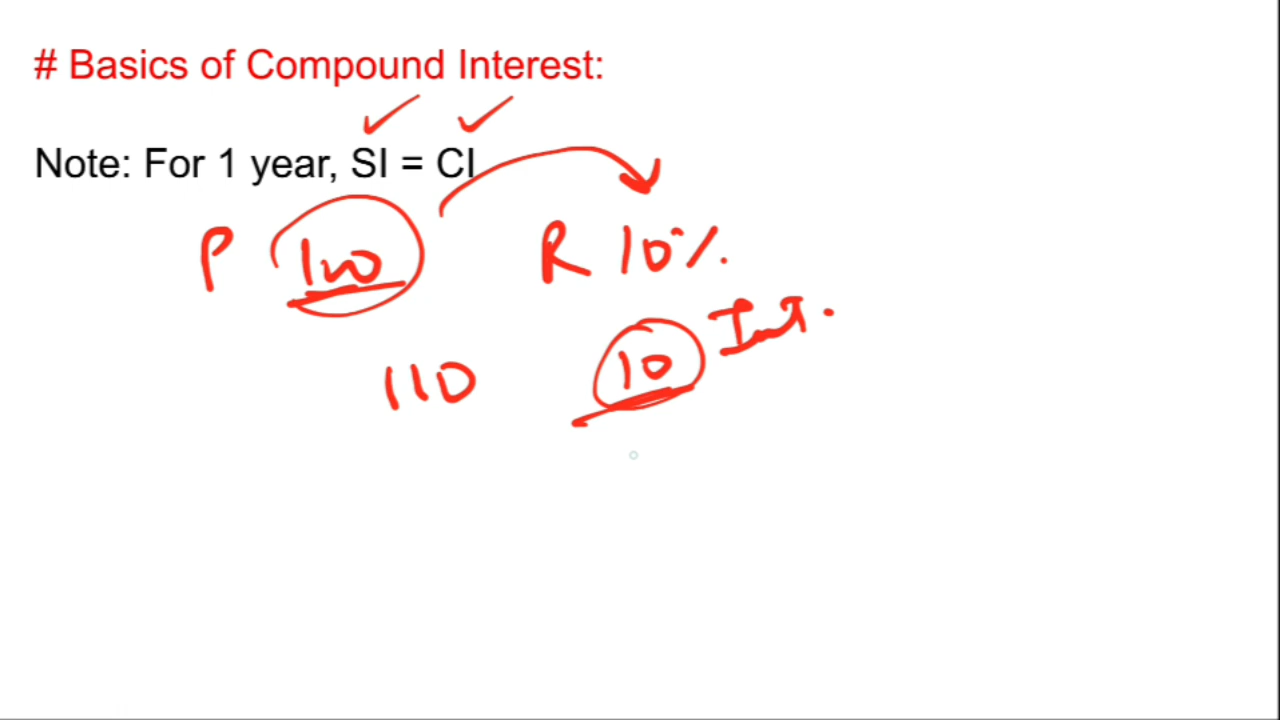 # Basics of Compound Interest:
Note: For 1 year, SI = CI
P 100 R 10%
110 10 Int.